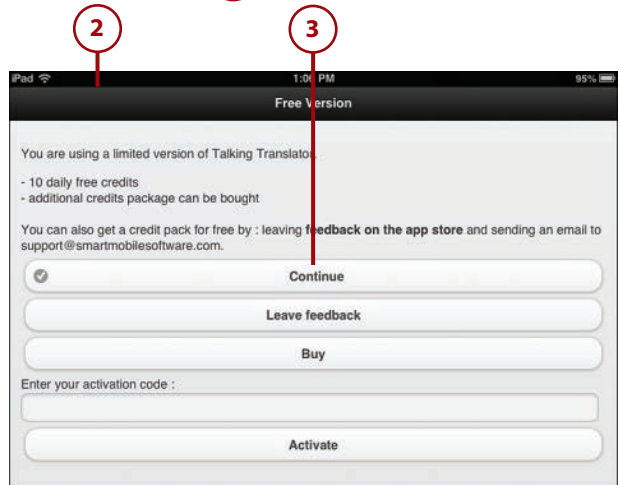 2 3
iPad 1:06 PM 95%
Free Version
You are using a limited version of Talking Translator.
- 10 daily free credits
- additional credits package can be bought
You can also get a credit pack for free by : leaving feedback on the app store and sending an email to
support@smartmobilesoftware.com.
Continue
Leave feedback
Buy
Enter your activation code :
Activate